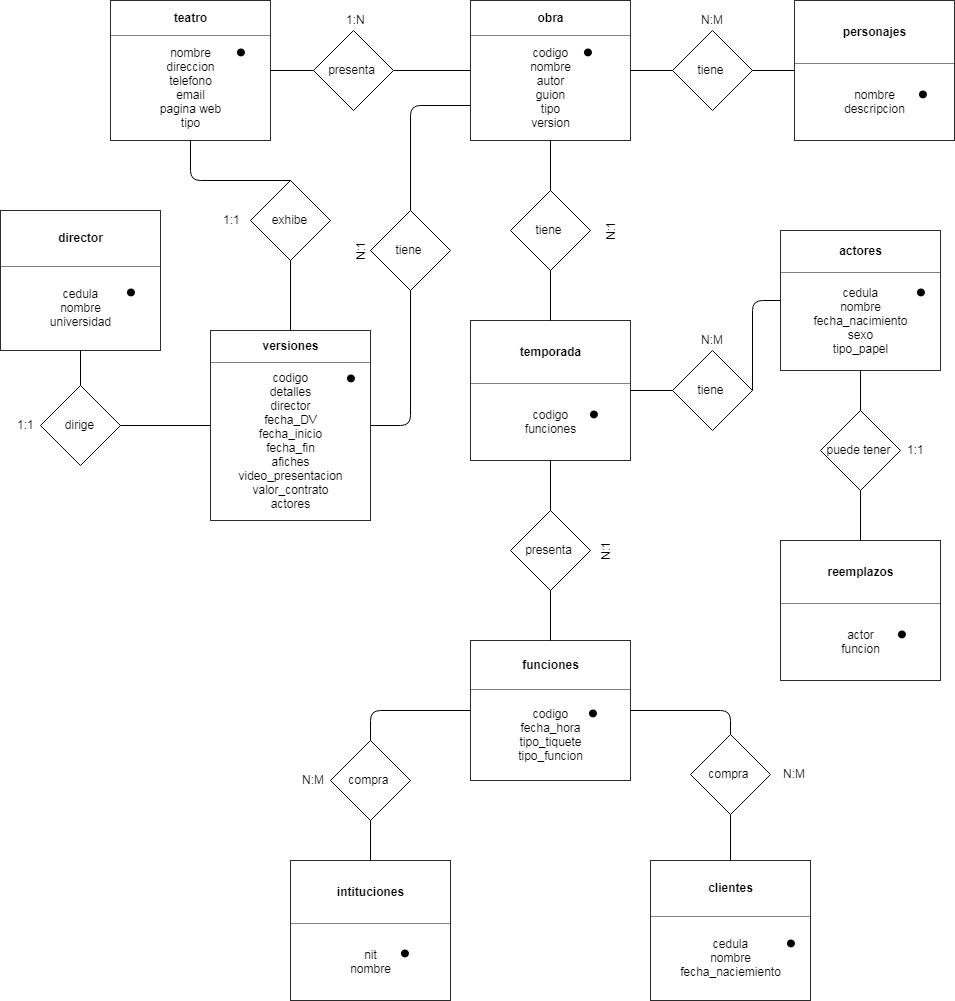 teatro
nombre
direccion
telefono
email
pagina web
tipo
1:N
presenta
obra
codigo
nombre
autor
guion
tipo
version
N:M
tiene
personajes
nombre
descripcion
1:1
exhibe
N:1
tiene
tiene
N:1
director
cedula
nombre
universidad
1:1
dirige
versiones
codigo
detalles
director
fecha_DV
fecha_inicio
fecha_fin
afiches
video_presentacion
valor_contrato
actores
temporada
codigo
funciones
N:M
tiene
actores
cedula
nombre
fecha_nacimiento
sexo
tipo_papel
puede tener
1:1
presenta
N:1
reemplazos
actor
funcion
funciones
codigo
fecha_hora
tipo_tiquete
tipo_funcion
N:M
compra
compra
N:M
intituciones
nit
nombre
clientes
cedula
nombre
fecha_naciemiento